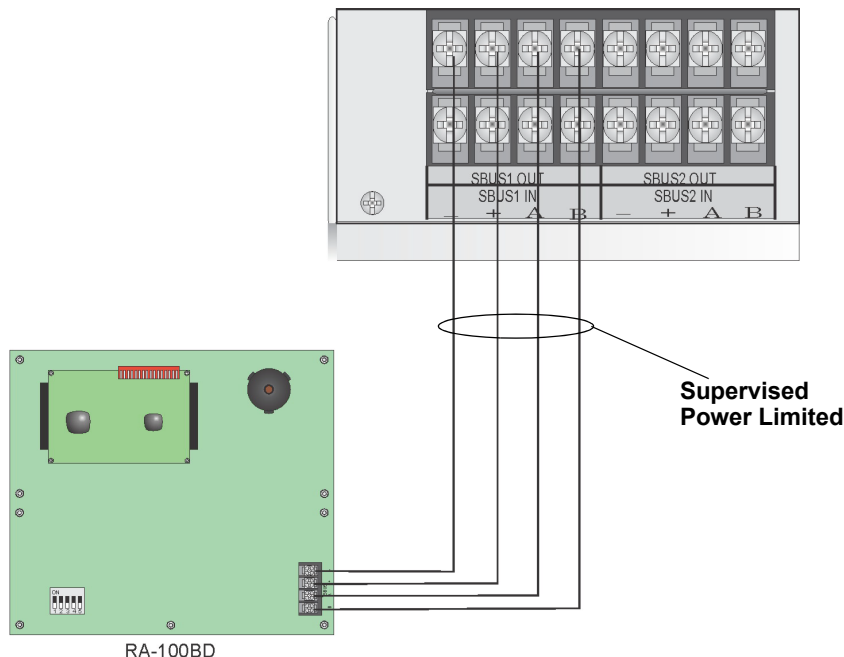 SBUS1 OUT SBUS2 OUT
SBUS1 IN SBUS2 IN
– + A B – + A B
Supervised
Power Limited
ON
1 2 3 4 5
RA-100BD